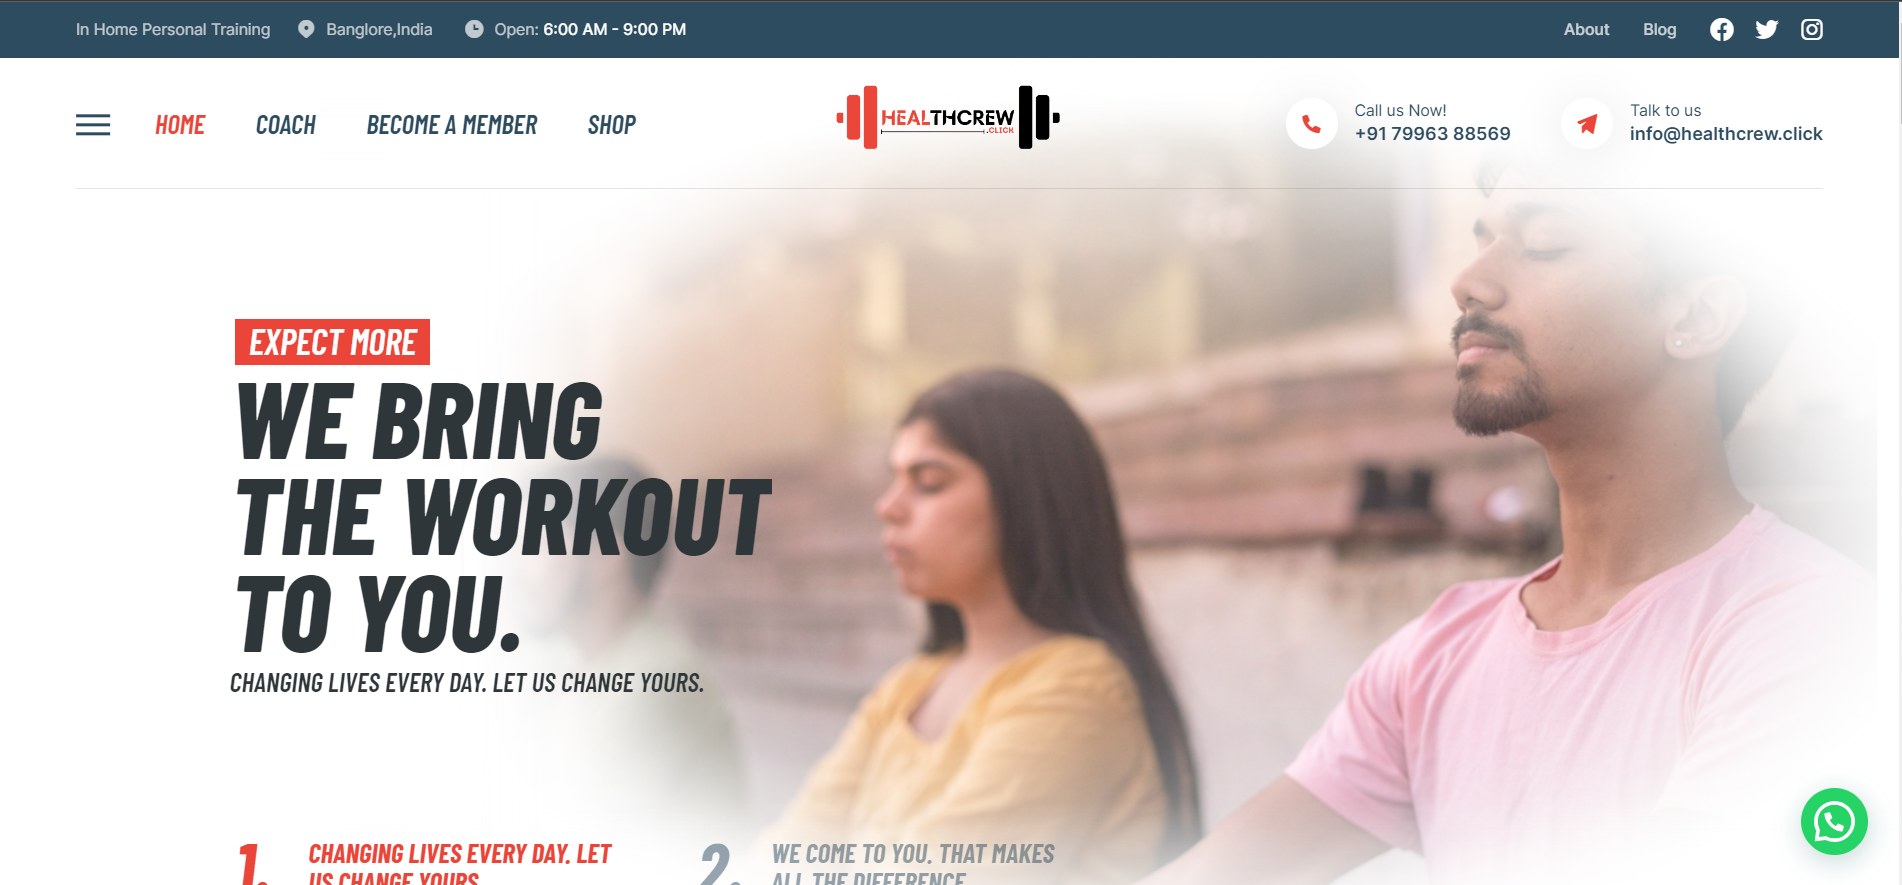 In Home Personal Training
Banglore,India
Open: 6:00 AM - 9:00 PM
About
Blog
HOME
COACH
BECOME A MEMBER
SHOP
HEALTHCREW
.CLICK
Call us Now!
+91 79963 88569
Talk to us
info@healthcrew.click
EXPECT MORE
WE BRING
THE WORKOUT
TO YOU.
CHANGING LIVES EVERY DAY. LET US CHANGE YOURS.
1.
CHANGING LIVES EVERY DAY. LET
US CHANGE YOURS
2.
WE COME TO YOU. THAT MAKES
ALL THE DIFFERENCE